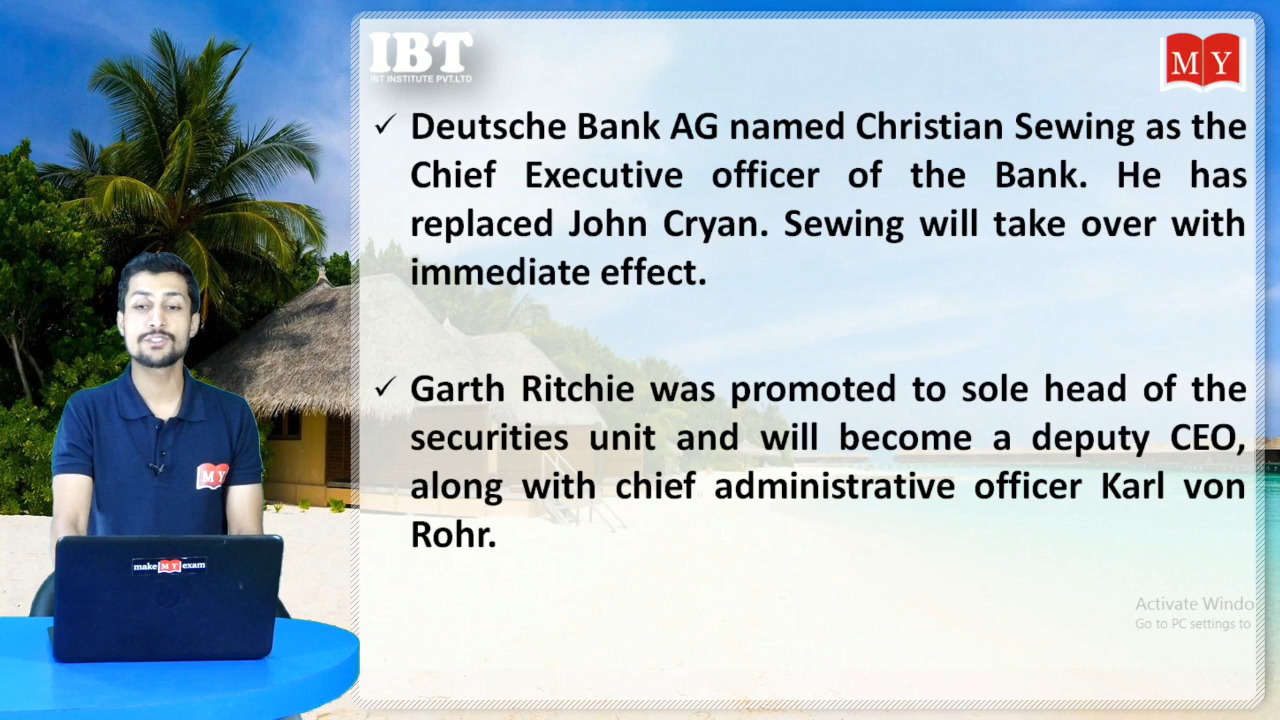 IBT
IBT INSTITUTE PVT.LTD
M Y
✓ Deutsche Bank AG named Christian Sewing as the
Chief Executive officer of the Bank. He has
replaced John Cryan. Sewing will take over with
immediate effect.
✓ Garth Ritchie was promoted to sole head of the
securities unit and will become a deputy CEO,
along with chief administrative officer Karl von
Rohr.
M Y
make MY exam
Activate Windo
Go to PC settings to